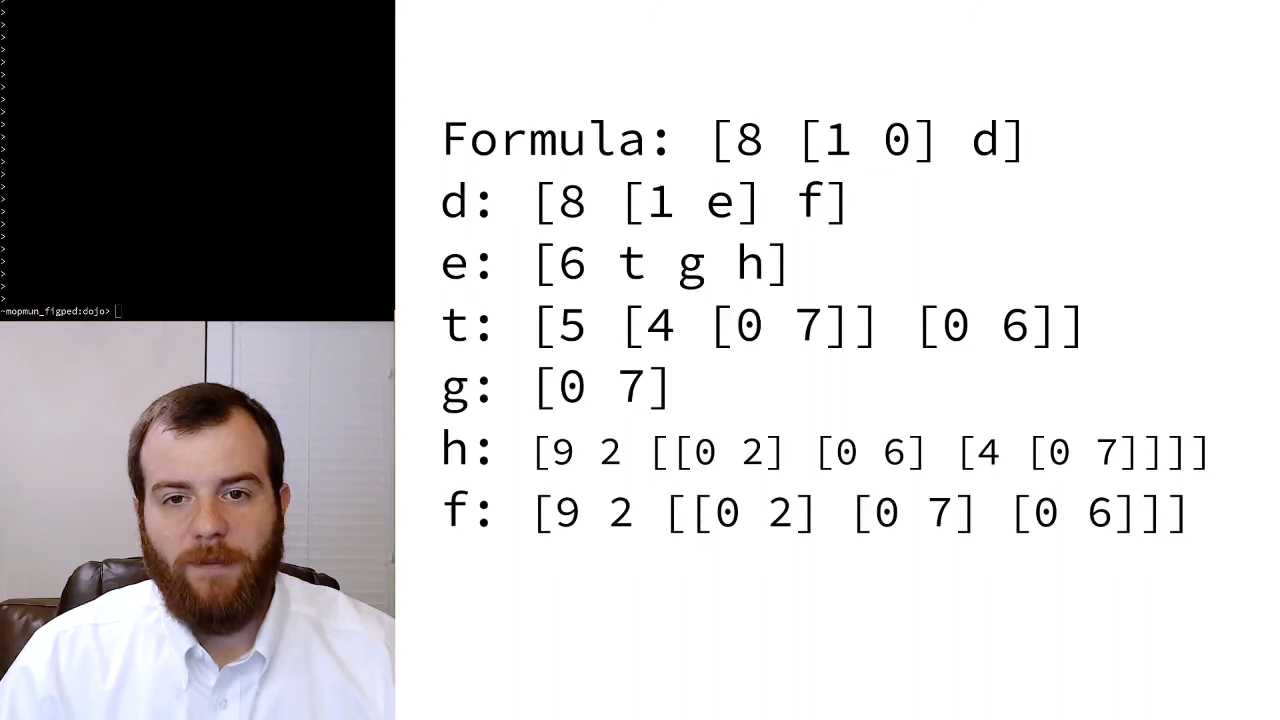 ~mopmun_figped:dojo>
Formula: [8 [1 0] d]
d: [8 [1 e] f]
e: [6 t g h]
t: [5 [4 [0 7]] [0 6]]
g: [0 7]
h: [9 2 [[0 2] [0 6] [4 [0 7]]]]
f: [9 2 [[0 2] [0 7] [0 6]]]